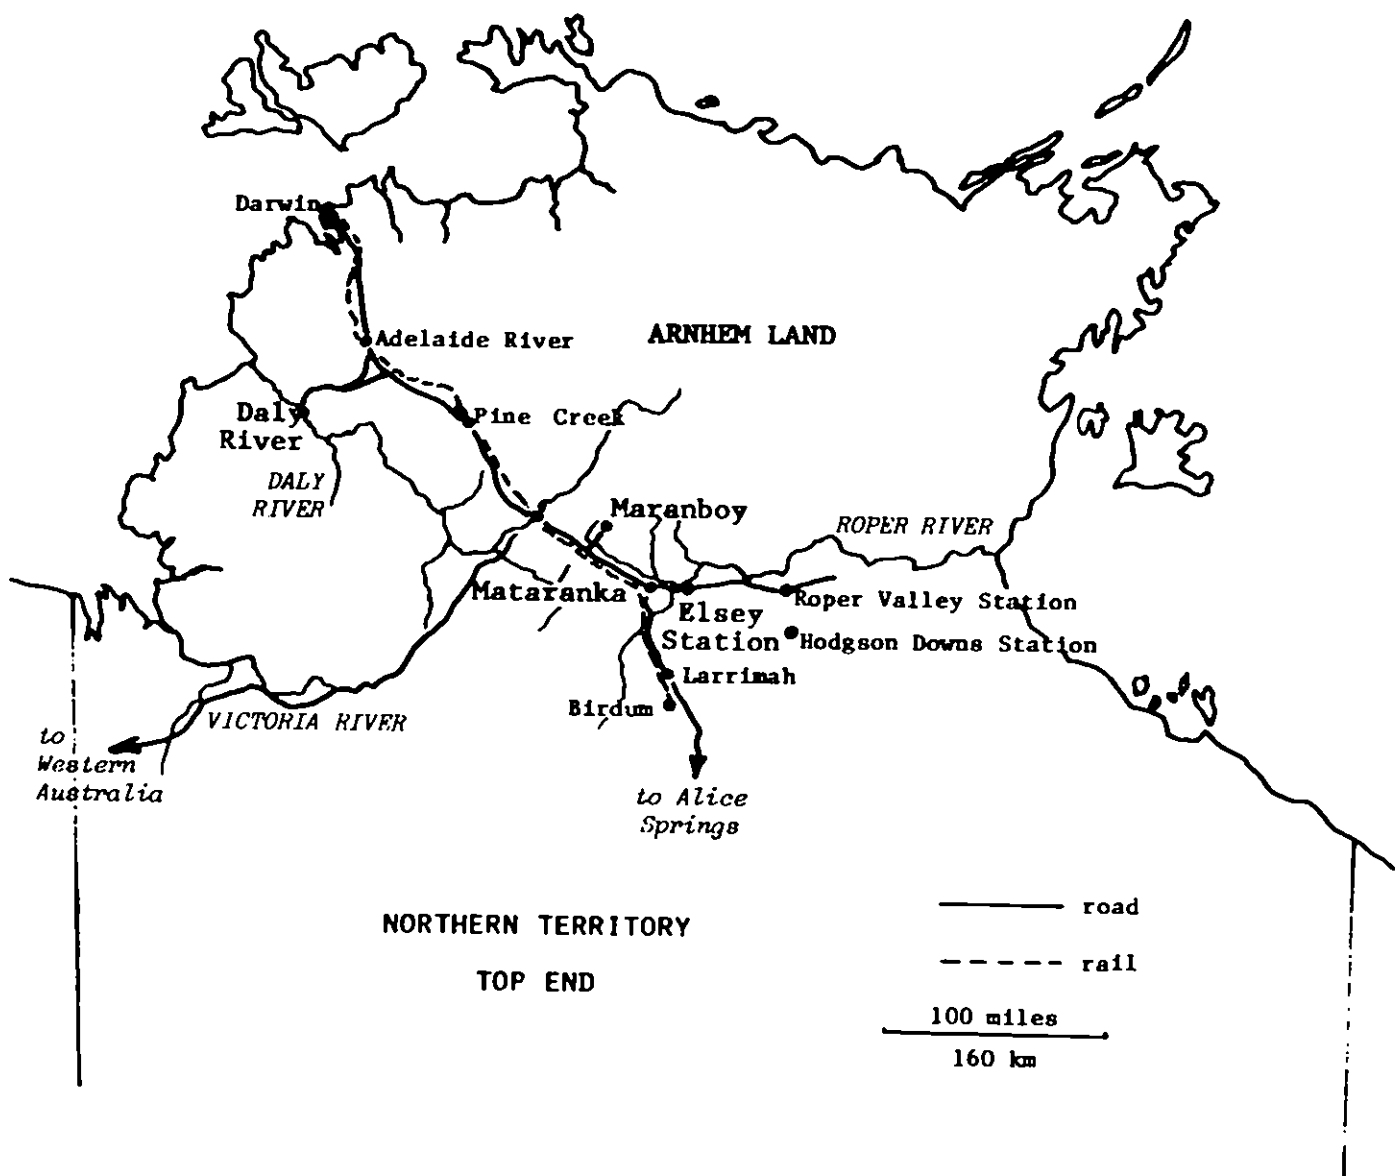 Darwin
Adelaide River
ARNHEM LAND
Daly
River
Pine Creek
DALY
RIVER
Maranboy
ROPER RIVER
Mataranka
Elsey
Station
Roper Valley Station
Hodgson Downs Station
Larrimah
Birdum
VICTORIA RIVER
to
Western
Australia
to Alice
Springs
NORTHERN TERRITORY
TOP END
road
rail
100 miles
160 km